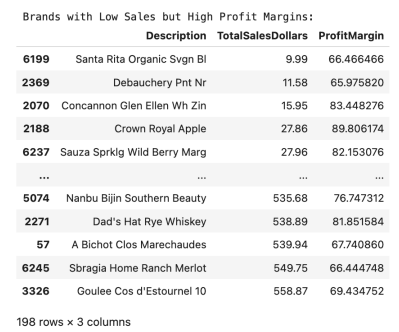 Brands with Low Sales but High Profit Margins:
Description TotalSalesDollars ProfitMargin
6199 Santa Rita Organic Svgn Bl 9.99 66.466466
2369 Debauchery Pnt Nr 11.58 65.975820
2070 Concannon Glen Ellen Wh Zin 15.95 83.448276
2188 Crown Royal Apple 27.86 89.806174
6237 Sauza Sprklg Wild Berry Marg 27.96 82.153076
... ... ... ...
5074 Nanbu Bijin Southern Beauty 535.68 76.747312
2271 Dad's Hat Rye Whiskey 538.89 81.851584
57 A Bichot Clos Marechaudes 539.94 67.740860
6245 Sbragia Home Ranch Merlot 549.75 66.444748
3326 Goulee Cos d'Estournel 10 558.87 69.434752
198 rows × 3 columns